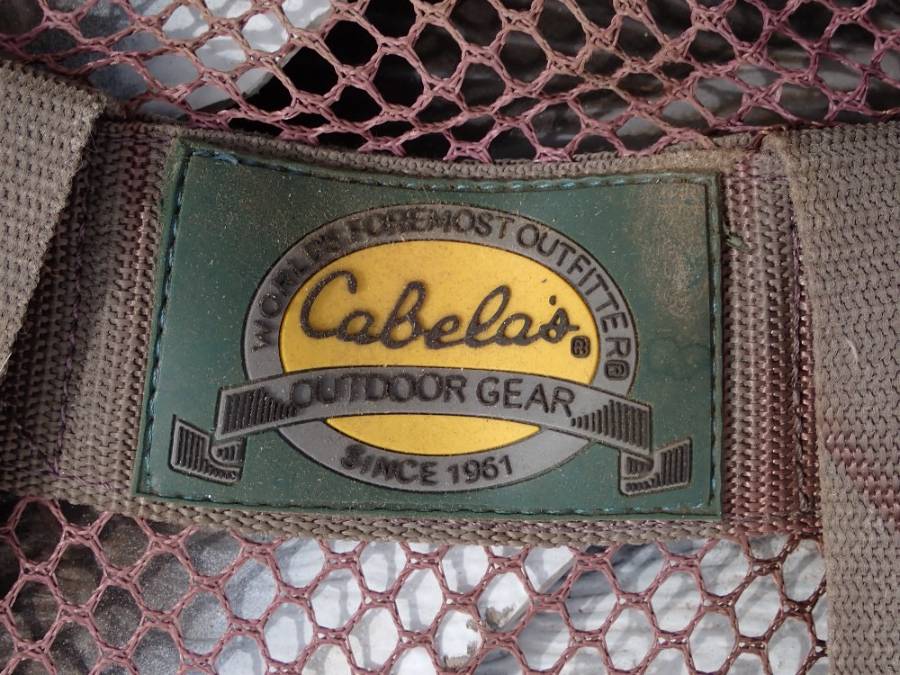 WORLD'S FOREMOST OUTFITTER®
Cabela's®
OUTDOOR GEAR
SINCE 1961